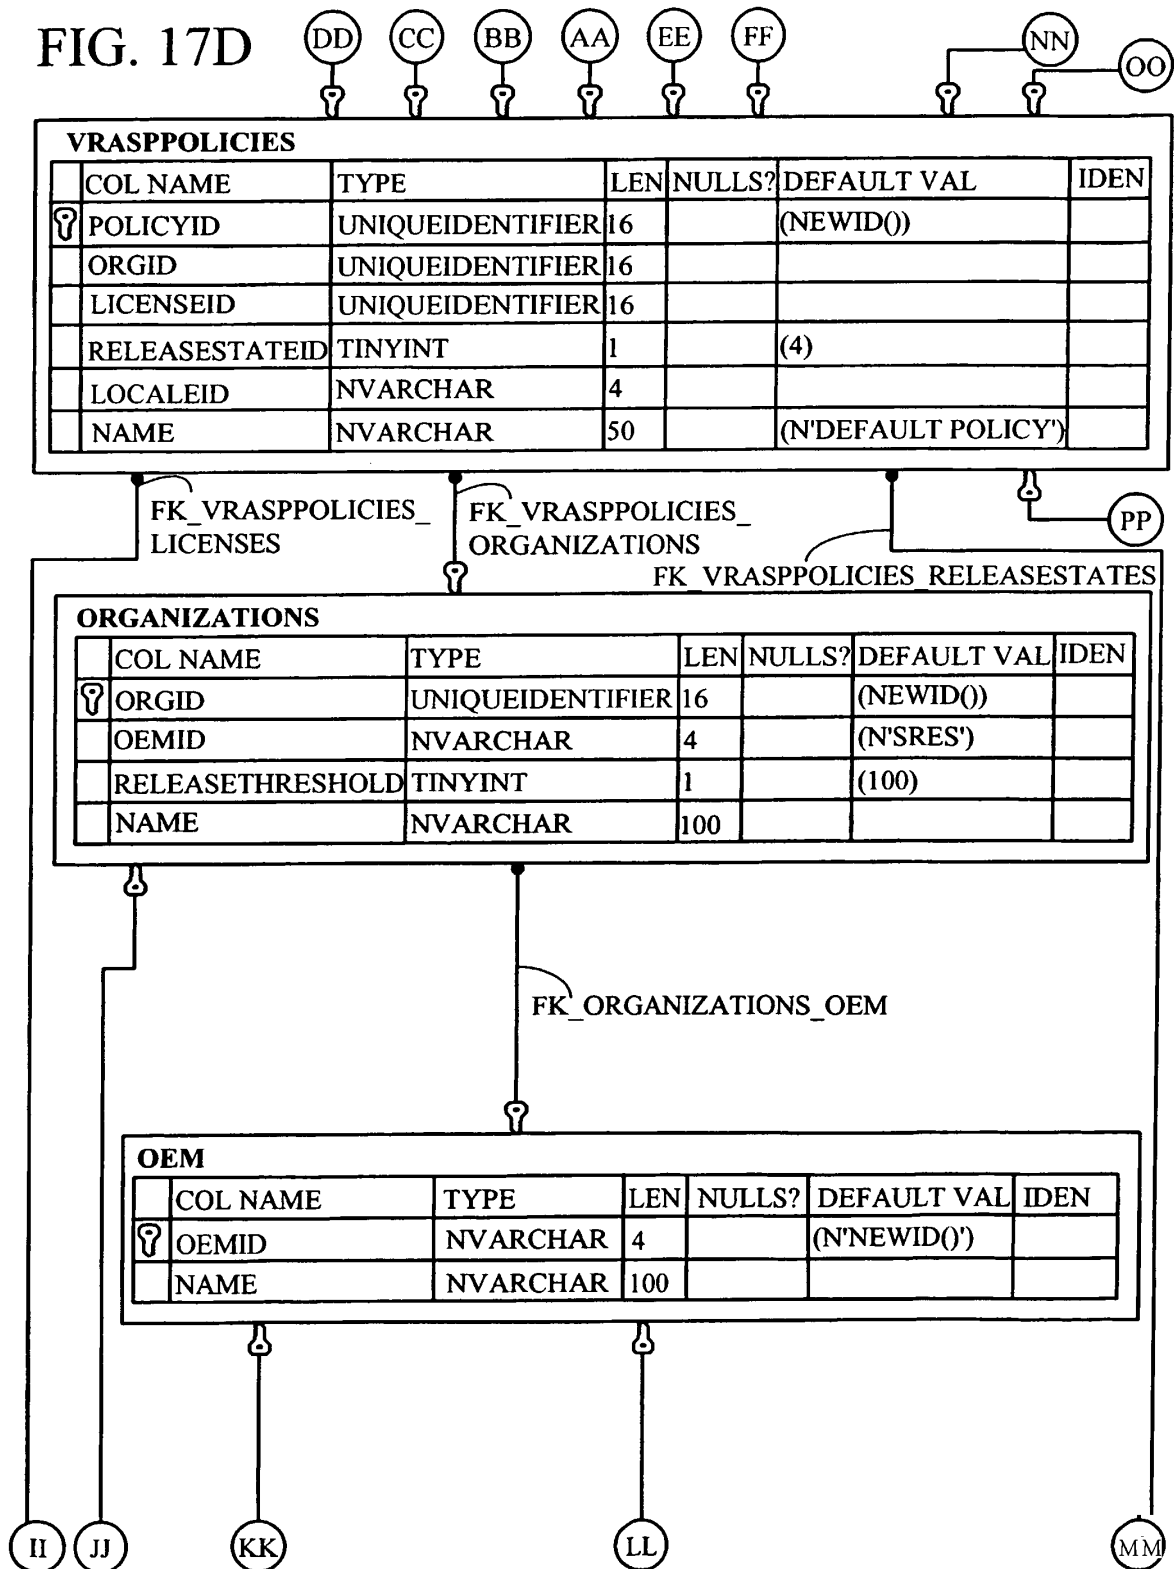 FIG. 17D
DD CC BB AA EE FF NN OO
VRASPPOLICIES
COL NAME TYPE LEN NULLS? DEFAULT VAL IDEN
POLICYID UNIQUEIDENTIFIER 16 (NEWID())
ORGID UNIQUEIDENTIFIER 16
LICENSEID UNIQUEIDENTIFIER 16
RELEASESTATEID TINYINT 1 (4)
LOCALEID NVARCHAR 4
NAME NVARCHAR 50 (N'DEFAULT POLICY')
FK_VRASPPOLICIES_
LICENSES
FK_VRASPPOLICIES_
ORGANIZATIONS
PP
FK_VRASPPOLICIES_RELEASESTATES
ORGANIZATIONS
COL NAME TYPE LEN NULLS? DEFAULT VAL IDEN
ORGID UNIQUEIDENTIFIER 16 (NEWID())
OEMID NVARCHAR 4 (N'SRES')
RELEASETHRESHOLD TINYINT 1 (100)
NAME NVARCHAR 100
FK_ORGANIZATIONS_OEM
OEM
COL NAME TYPE LEN NULLS? DEFAULT VAL IDEN
OEMID NVARCHAR 4 (N'NEWID()')
NAME NVARCHAR 100
II JJ KK LL MM